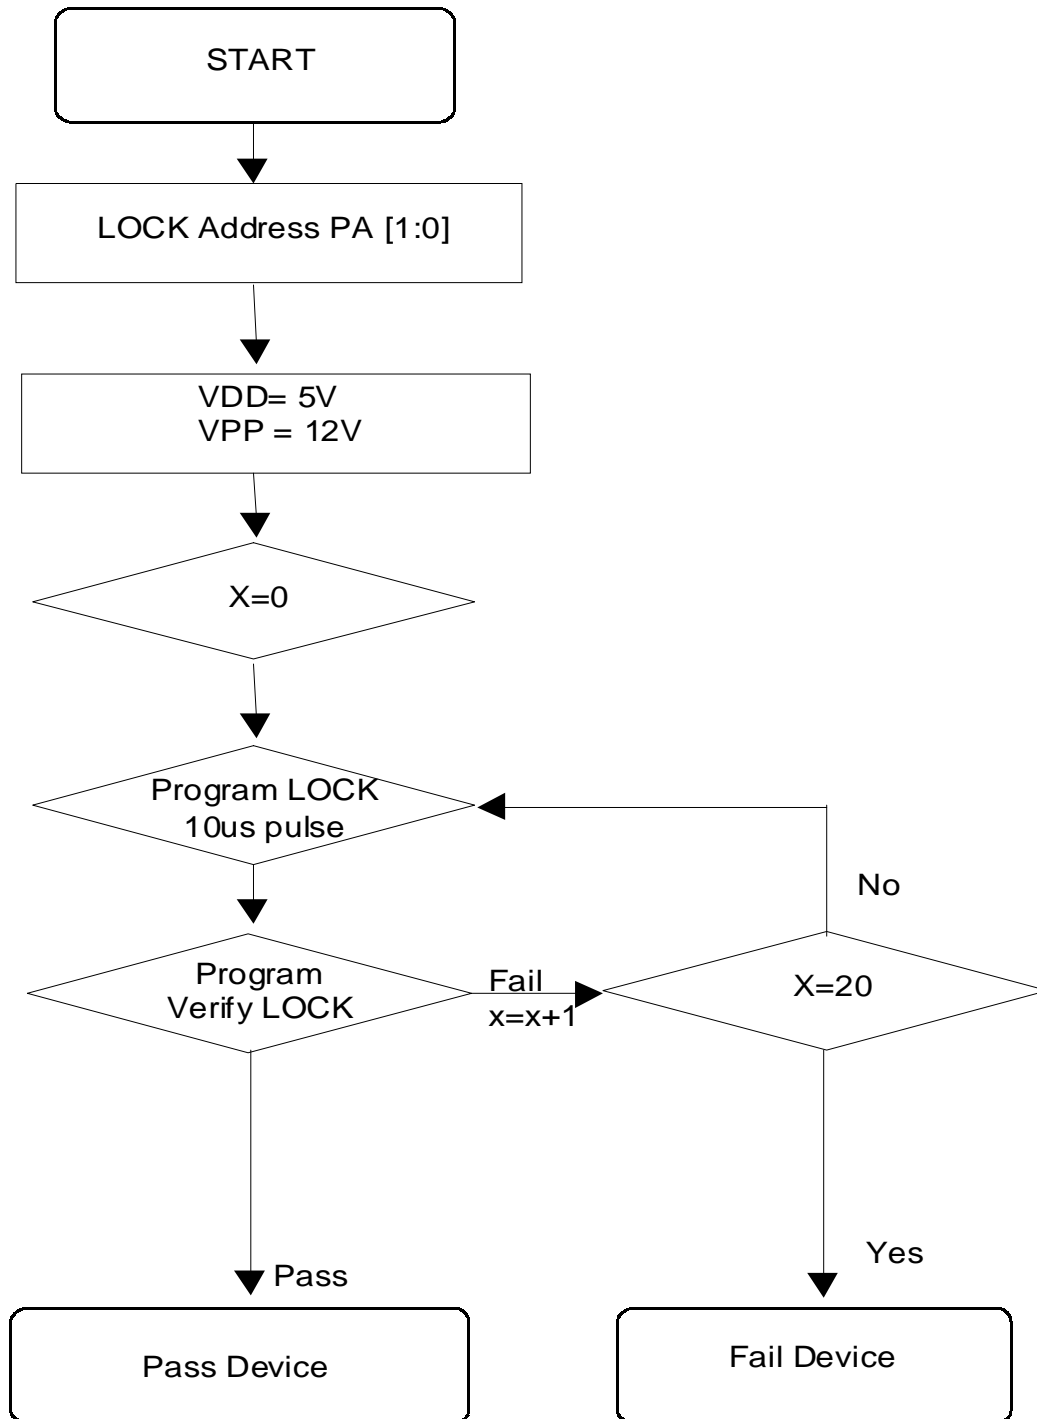 START
LOCK Address PA [1:0]
VDD= 5V
VPP = 12V
X=0
Program LOCK
10us pulse
No
Program
Verify LOCK
Fail
x=x+1
X=20
Pass
Yes
Pass Device
Fail Device